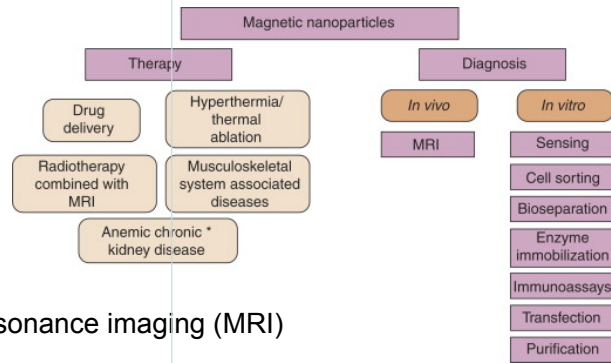 Magnetic nanoparticles
Therapy
Diagnosis
Drug
delivery
Hyperthermia/
thermal
ablation
Radiotherapy
combined with
MRI
Musculoskeletal
system associated
diseases
Anemic chronic *
kidney disease
In vivo
MRI
In vitro
Sensing
Cell sorting
Bioseparation
Enzyme
immobilization
Immunoassays
Transfection
Purification
sonance imaging (MRI)